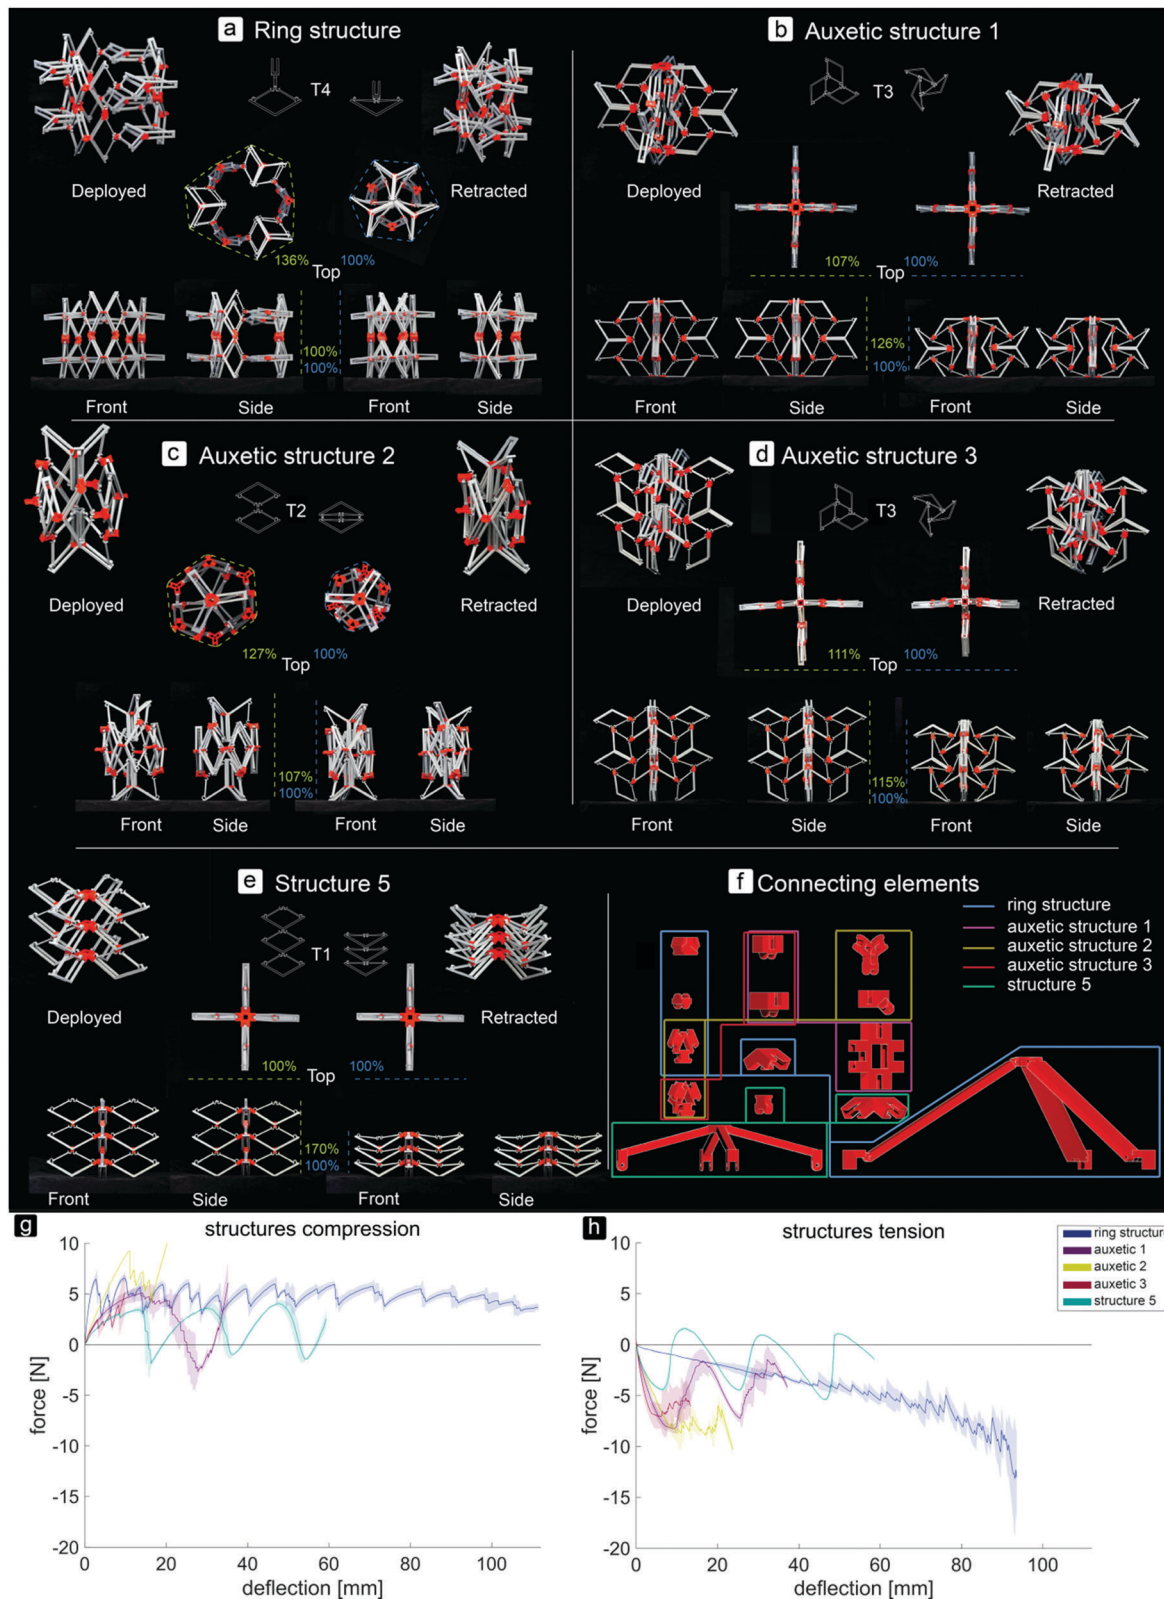 a Ring structure
T4
Deployed
Retracted
136%
100%
Top
100%
100%
Front
Side
Front
Side
b Auxetic structure 1
T3
Deployed
Retracted
107%
100%
Top
126%
100%
Front
Side
Front
Side
c Auxetic structure 2
T2
Deployed
Retracted
127%
100%
Top
107%
100%
Front
Side
Front
Side
d Auxetic structure 3
T3
Deployed
Retracted
111%
100%
Top
115%
100%
Front
Side
Front
Side
e Structure 5
T1
Deployed
Retracted
100%
100%
Top
170%
100%
Front
Side
Front
Side
f Connecting elements
ring structure
auxetic structure 1
auxetic structure 2
auxetic structure 3
structure 5
g structures compression
10
5
0
-5
-10
-15
-20
force [N]
0 20 40 60 80 100
deflection [mm]
h structures tension
ring structure
auxetic 1
auxetic 2
auxetic 3
structure 5
10
5
0
-5
-10
-15
-20
force [N]
0 20 40 60 80 100
deflection [mm]